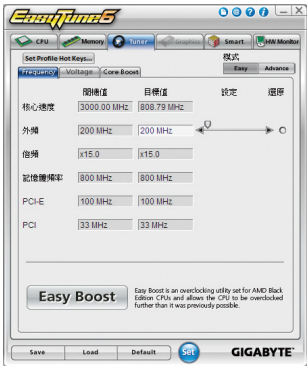 EasyTune6
CPU Memory Tuner Graphics Smart HW Monitor
Set Profile Hot Keys... 模式
Easy Advance
Frequency Voltage Core Boost
開機值 目標值 設定 還原
核心速度 3000.00 MHz 808.79 MHz
外頻 200 MHz 200 MHz
倍頻 x15.0 x15.0
記憶體頻率 800 MHz 800 MHz
PCI-E 100 MHz 100 MHz
PCI 33 MHz 33 MHz
Easy Boost
Easy Boost is an overclocking utility set for AMD Black
Edition CPUs and allows the CPU to be overclocked
further than it was previously possible.
Save Load Default Set GIGABYTE